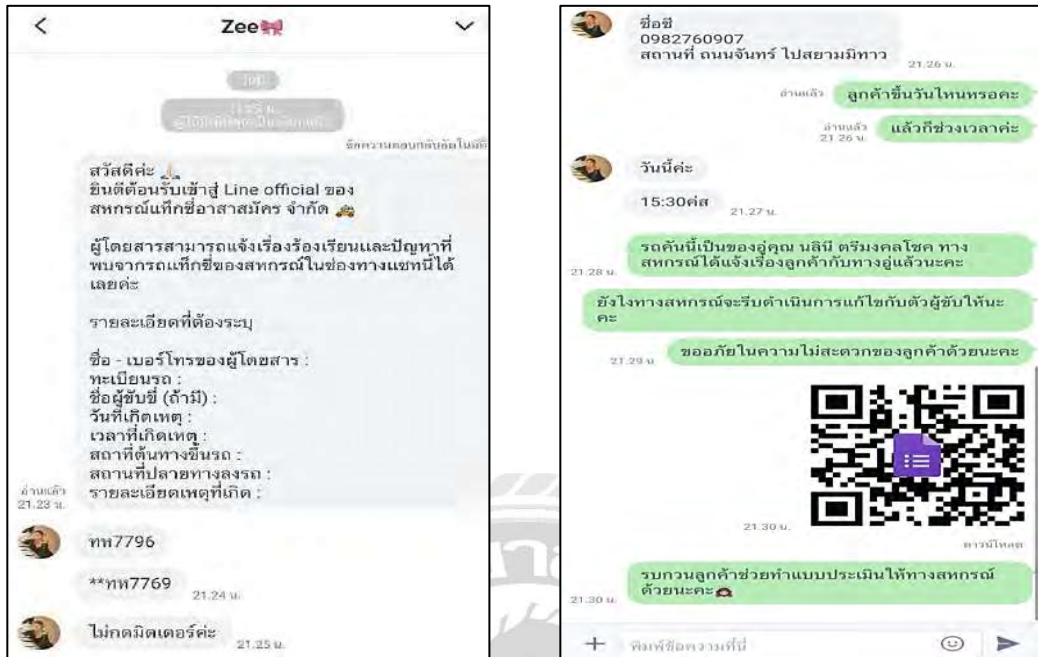 Zee
วันนี้
ข้อความตอบกลับอัตโนมัติ
สวัสดีค่ะ 🙏🏻
ยินดีต้อนรับเข้าสู่ Line official ของ
สหกรณ์แท็กซี่อาสาสมัคร จำกัด 🚕
ผู้โดยสารสามารถแจ้งเรื่องร้องเรียนและปัญหาที่
พบจากรถแท็กซี่ของสหกรณ์ในช่องทางแชทนี้ได้
เลยค่ะ
รายละเอียดที่ต้องระบุ
ชื่อ - เบอร์โทรของผู้โดยสาร :
ทะเบียนรถ :
ชื่อผู้ขับขี่ (ถ้ามี) :
วันที่เกิดเหตุ :
เวลาที่เกิดเหตุ :
สถาที่ต้นทางขึ้นรถ :
สถานที่ปลายทางลงรถ :
รายละเอียดเหตุที่เกิด :
อ่านแล้ว
21.23 น.
ทห7796
**ทห7769
21.24 น.
ไม่กดมิตเตอร์ค่ะ
21.25 น.
ชื่อซี
0982760907
สถานที่ ถนนจันทร์ ไปสยามมิทาว
21.26 น.
อ่านแล้ว
ลูกค้าขึ้นวันไหนหรอคะ
อ่านแล้ว
21.26 น.
แล้วก็ช่วงเวลาค่ะ
วันนี้ค่ะ
15:30ค่ส
21.27 น.
รถคันนี้เป็นของอู่คุณ นลินี ตรีมงคลโชค ทาง
สหกรณ์ได้แจ้งเรื่องลูกค้ากับทางอู่แล้วนะคะ
21.28 น.
ยังไงทางสหกรณ์จะรีบดำเนินการแก้ไขกับตัวผู้ขับให้นะ
คะ
ขออภัยในความไม่สะดวกของลูกค้าด้วยนะคะ
21.29 น.
21.30 น.
ดาวน์โหลด
รบกวนลูกค้าช่วยทำแบบประเมินให้ทางสหกรณ์
ด้วยนะคะ
21.30 น.
พิมพ์ข้อความที่นี่